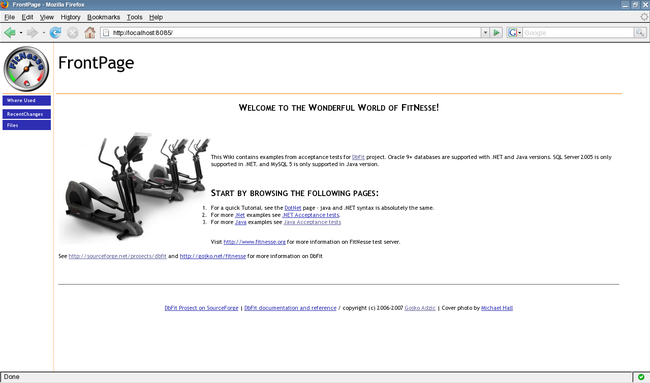 FrontPage - Mozilla Firefox
File Edit View History Bookmarks Tools Help
http://localhost:8085/
G Google
FitNesse
FrontPage
Where Used
RecentChanges
Files
Welcome to the Wonderful World of FitNesse!
This Wiki contains examples from acceptance tests for DbFit project. Oracle 9+ databases are supported with .NET and Java versions. SQL Server 2005 is only
supported in .NET, and MySQL 5 is only supported in Java version.
Start by browsing the following pages:
1. For a quick Tutorial, see the DotNet page - java and .NET syntax is absolutely the same.
2. For more .Net examples see .NET Acceptance tests.
3. For more Java examples see Java Acceptance tests
Visit http://www.fitnesse.org for more information on FitNesse test server.
See http://sourceforge.net/projects/dbfit and http://gojko.net/fitnesse for more information on DbFit
DbFit Project on SourceForge | DbFit documentation and reference / copyright (c) 2006-2007 Gojko Adzic | Cover photo by Michael Hall
Done